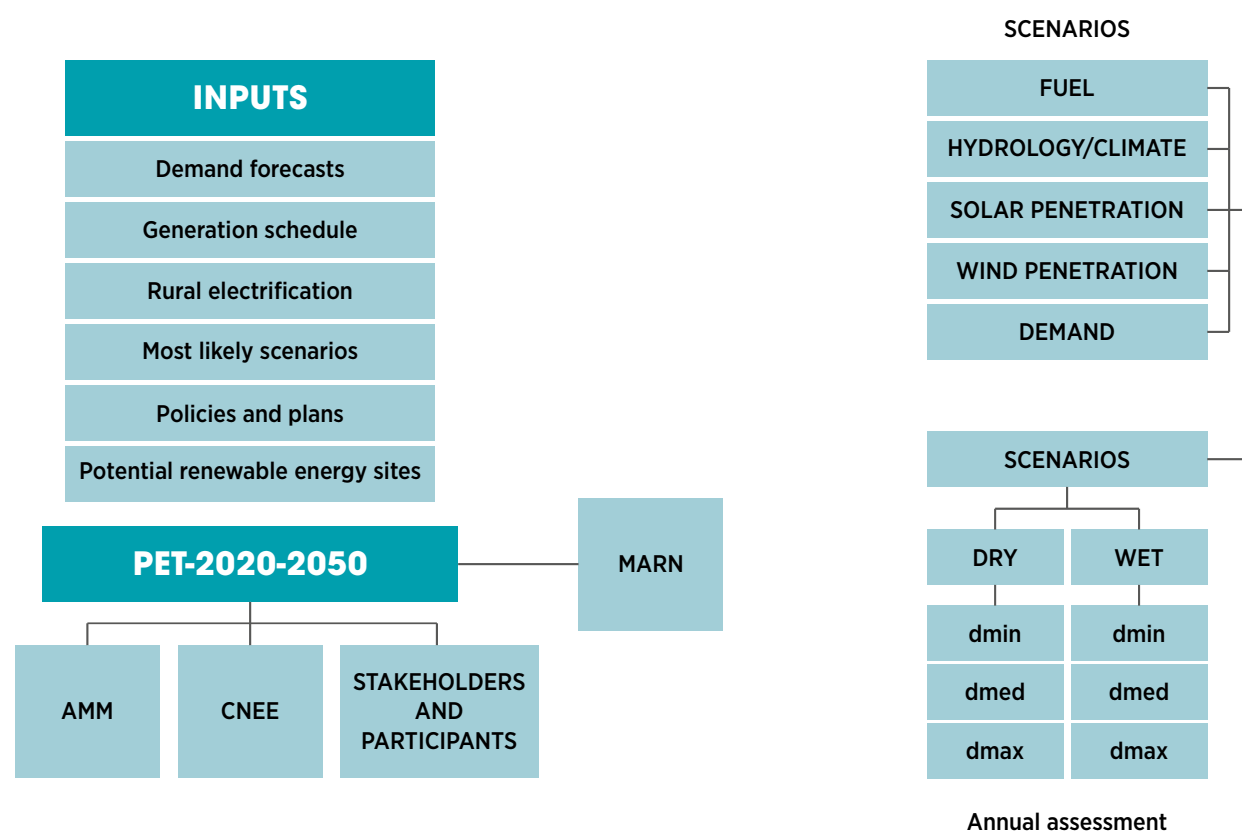 INPUTS
Demand forecasts
Generation schedule
Rural electrification
Most likely scenarios
Policies and plans
Potential renewable energy sites
PET-2020-2050
MARN
AMM
CNEE
STAKEHOLDERS
AND
PARTICIPANTS
SCENARIOS
FUEL
HYDROLOGY/CLIMATE
SOLAR PENETRATION
WIND PENETRATION
DEMAND
SCENARIOS
DRY
WET
dmin
dmin
dmed
dmed
dmax
dmax
Annual assessment